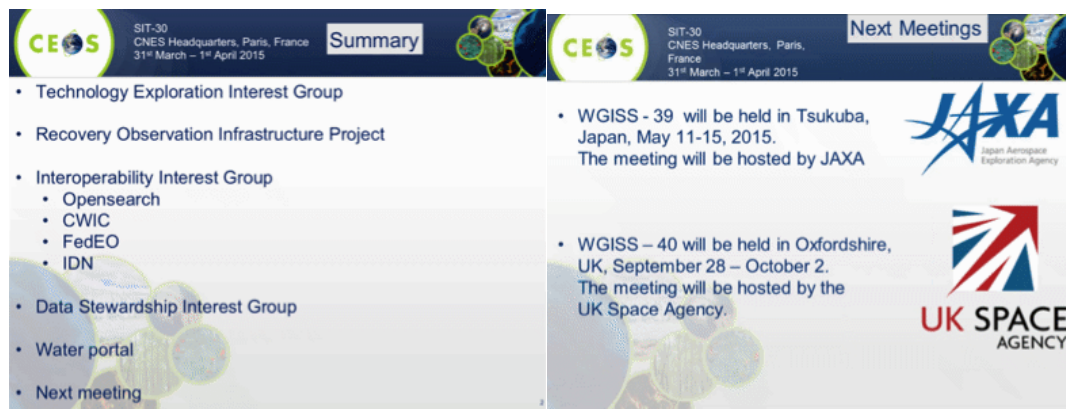 CEOS
SIT-30
CNES Headquarters, Paris, France
31st March – 1st April 2015
Summary
• Technology Exploration Interest Group
• Recovery Observation Infrastructure Project
• Interoperability Interest Group
• Opensearch
• CWIC
• FedEO
• IDN
• Data Stewardship Interest Group
• Water portal
• Next meeting
2
CEOS
SIT-30
CNES Headquarters, Paris,
France
31st March – 1st April 2015
Next Meetings
• WGISS - 39 will be held in Tsukuba,
Japan, May 11-15, 2015.
The meeting will be hosted by JAXA
JAXA
Japan Aerospace
Exploration Agency
• WGISS – 40 will be held in Oxfordshire,
UK, September 28 – October 2.
The meeting will be hosted by the
UK Space Agency.
UK SPACE
AGENCY